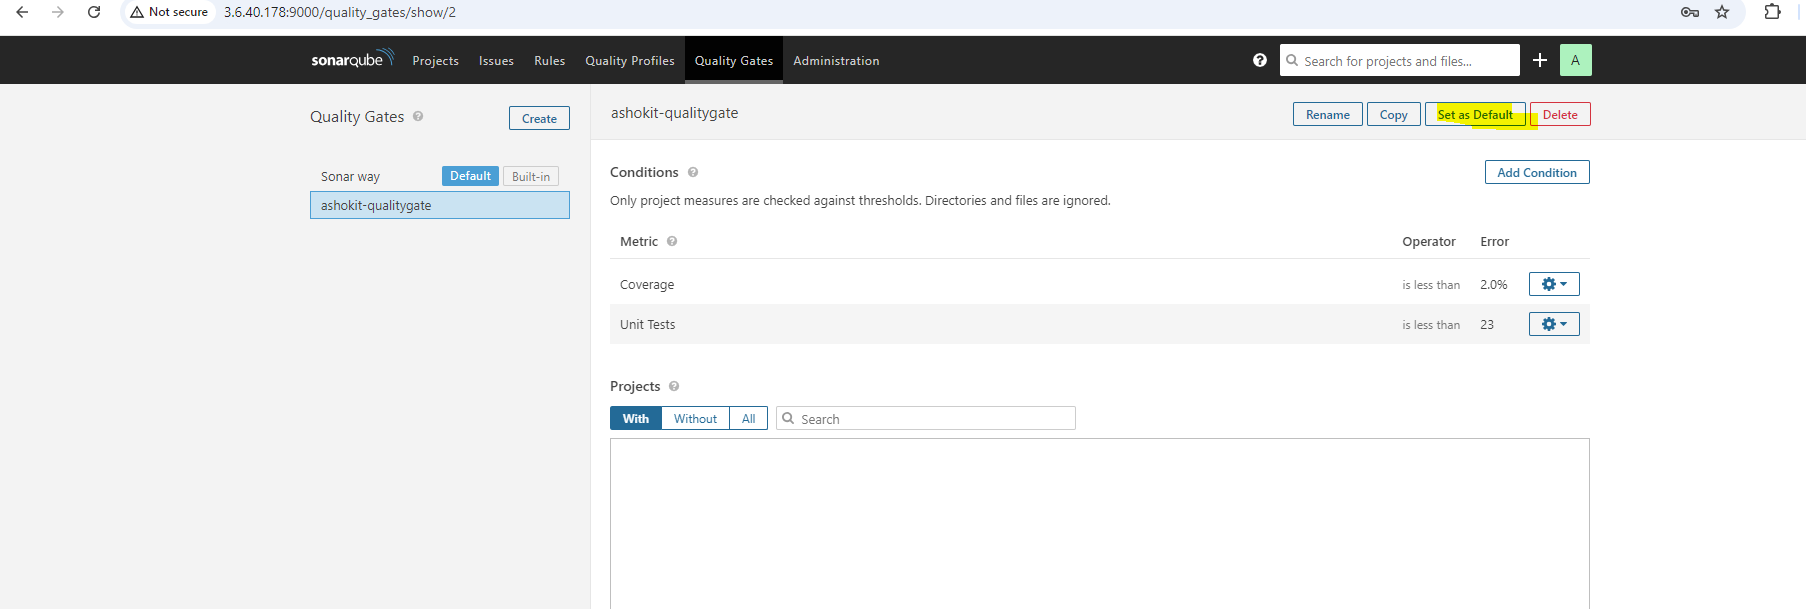 Not secure 3.6.40.178:9000/quality_gates/show/2
sonarqube Projects Issues Rules Quality Profiles Quality Gates Administration ? Search for projects and files... + A
Quality Gates ? Create
Sonar way Default Built-in
ashokit-qualitygate
ashokit-qualitygate Rename Copy Set as Default Delete
Conditions ? Add Condition
Only project measures are checked against thresholds. Directories and files are ignored.
Metric ? Operator Error
Coverage is less than 2.0%
Unit Tests is less than 23
Projects ?
With Without All Search